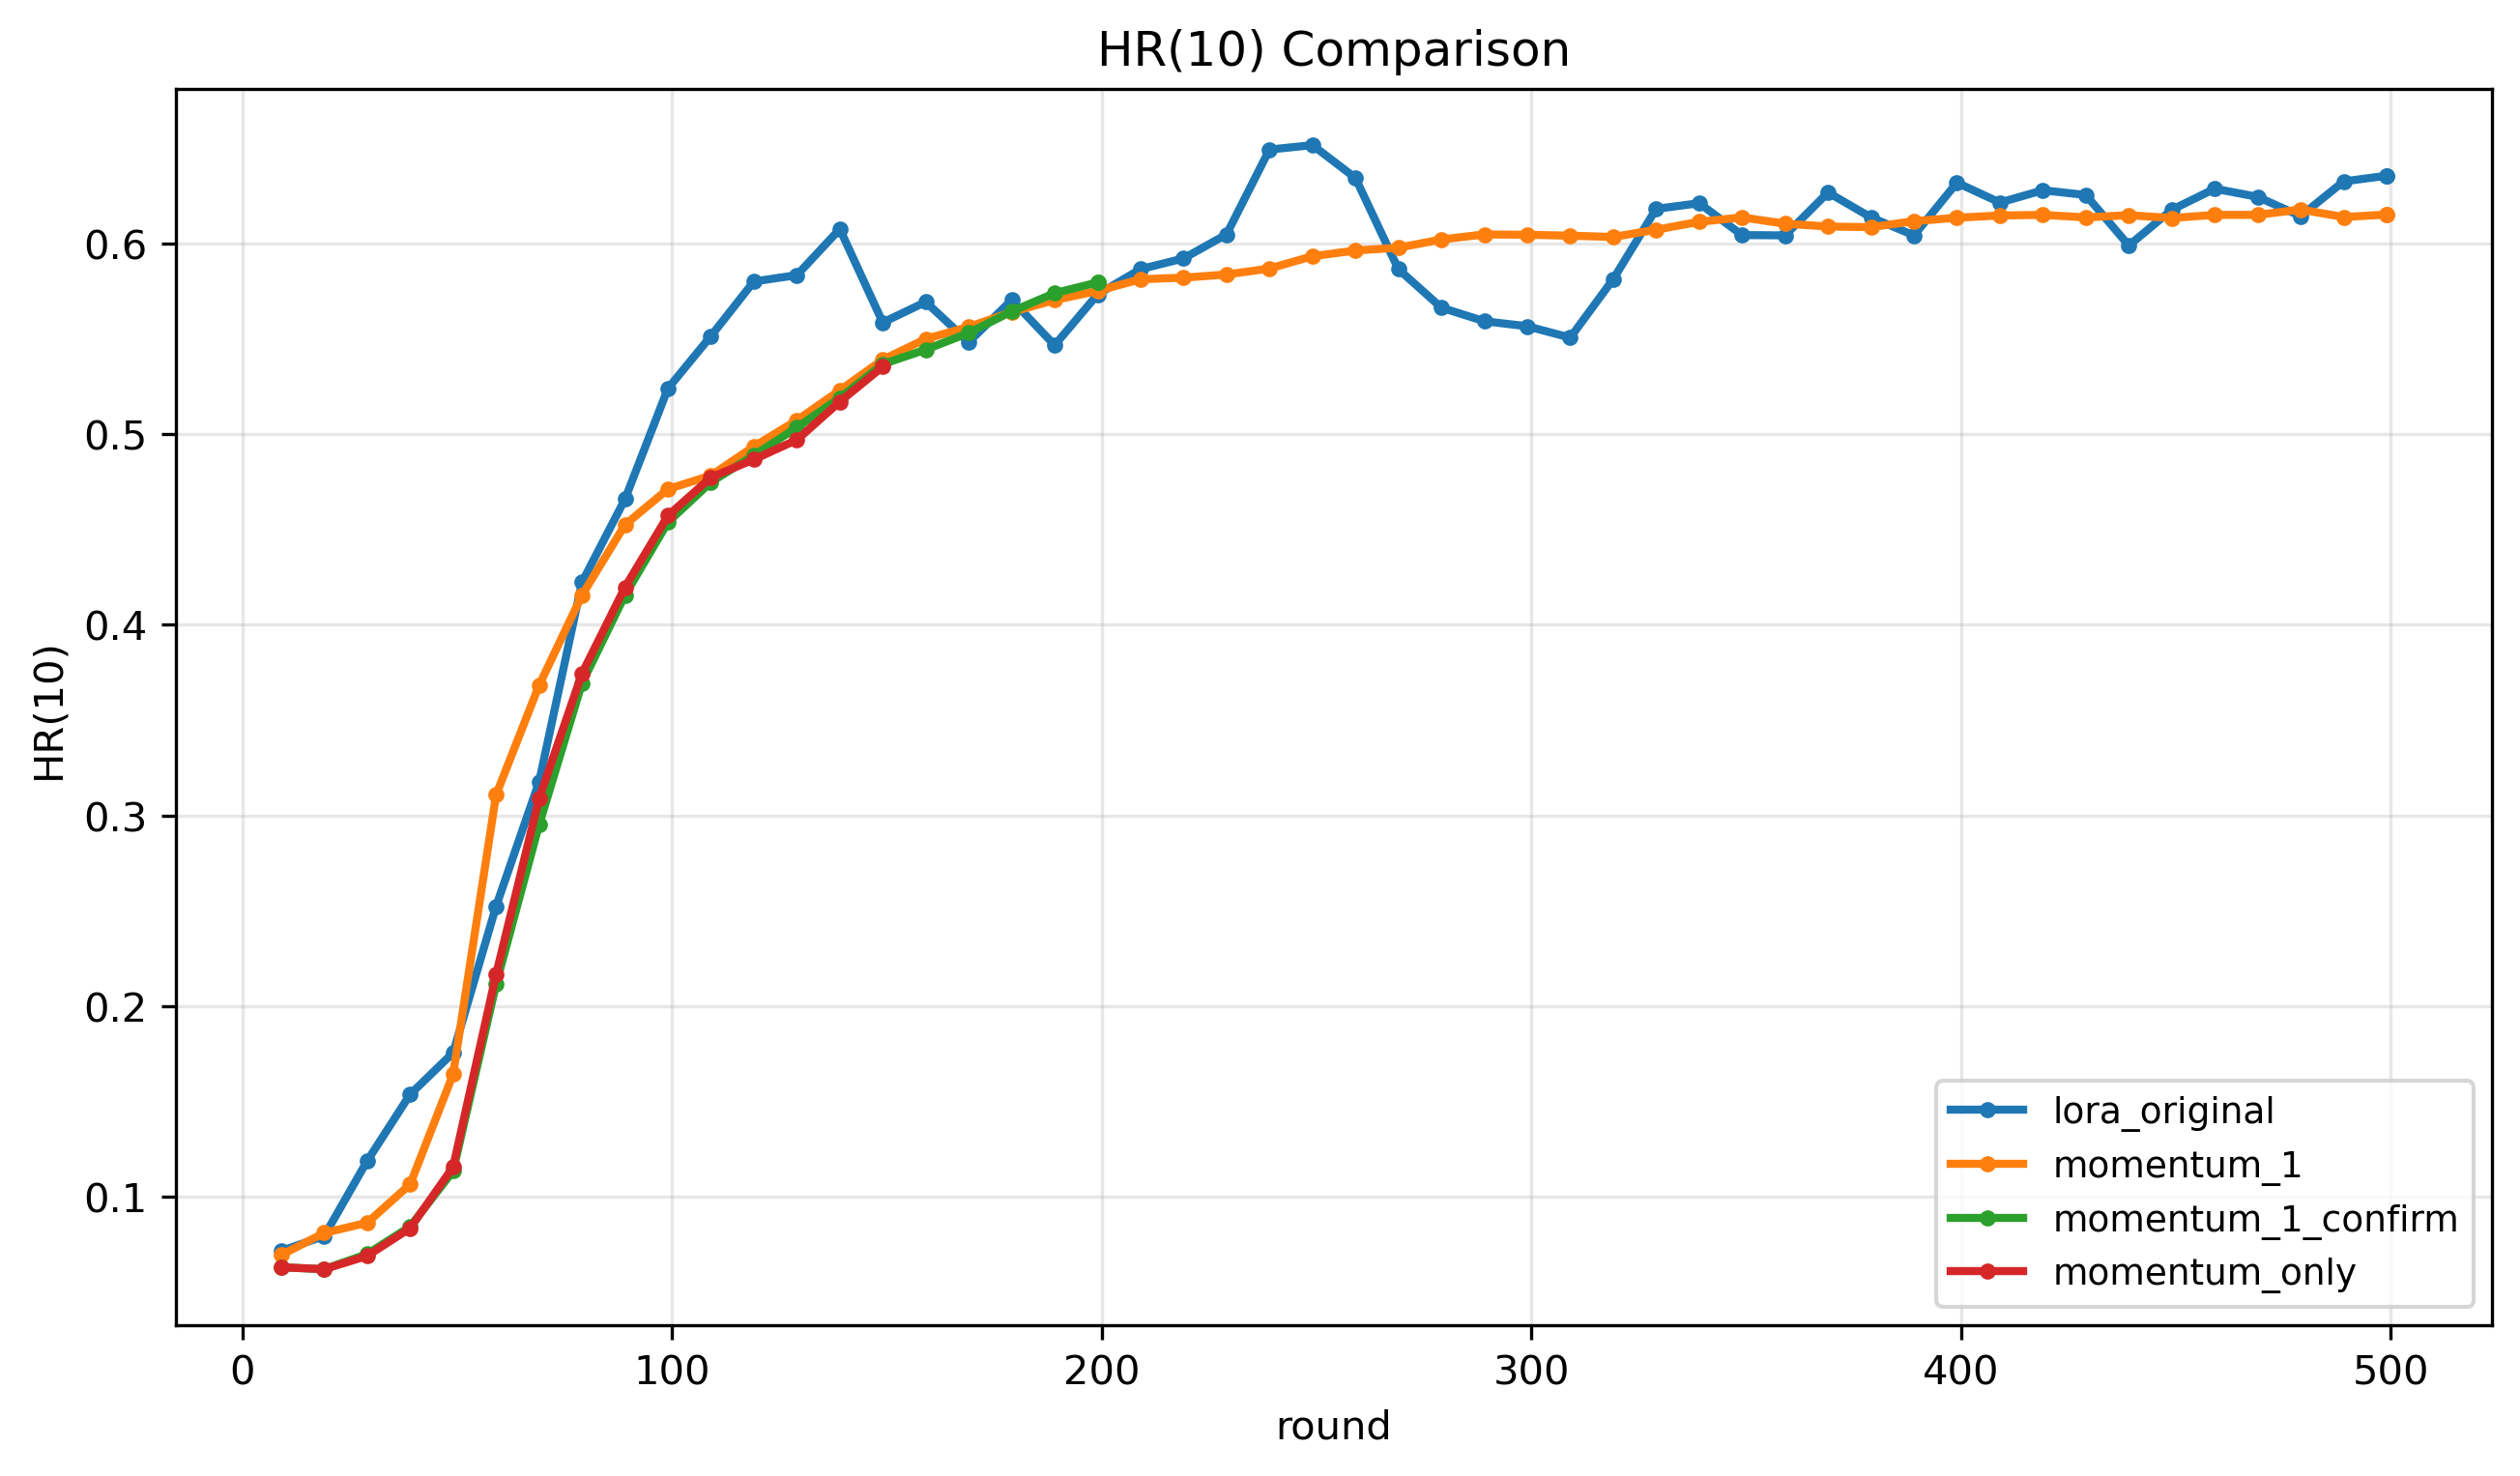 HR(10) Comparison
HR(10)
0.6
0.5
0.4
0.3
0.2
0.1
0 100 200 300 400 500
round
lora_original
momentum_1
momentum_1_confirm
momentum_only